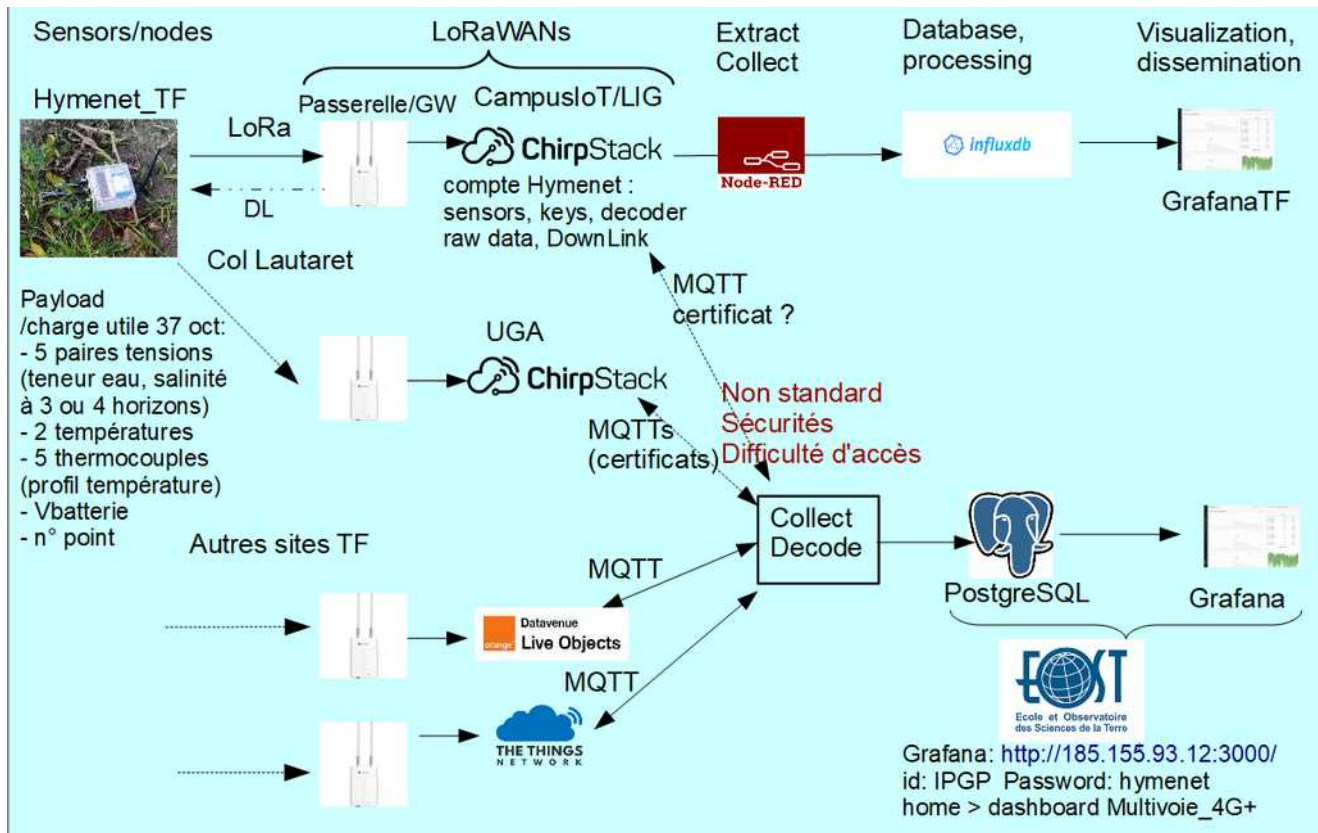 Sensors/nodes
LoRaWANs
Extract
Collect
Database,
processing
Visualization,
dissemination
Hymenet_TF
Passerelle/GW
CampusIoT/LIG
LoRa
ChirpStack
Node-RED
influxdb
GrafanaTF
DL
compte Hymenet :
sensors, keys, decoder
raw data, DownLink
Col Lautaret
MQTT
certificat ?
Payload
/charge utile 37 oct:
- 5 paires tensions
(teneur eau, salinité
à 3 ou 4 horizons)
- 2 températures
- 5 thermocouples
(profil température)
- Vbatterie
- n° point
UGA
ChirpStack
Non standard
Sécurités
Difficulté d'accès
MQTTs
(certificats)
Collect
Decode
Autres sites TF
MQTT
PostgreSQL
Grafana
orange
Datavenue
Live Objects
MQTT
THE THINGS
NETWORK
EOST
Ecole et Observatoire
des Sciences de la Terre
Grafana: http://185.155.93.12:3000/
id: IPGP Password: hymenet
home > dashboard Multivoie_4G+